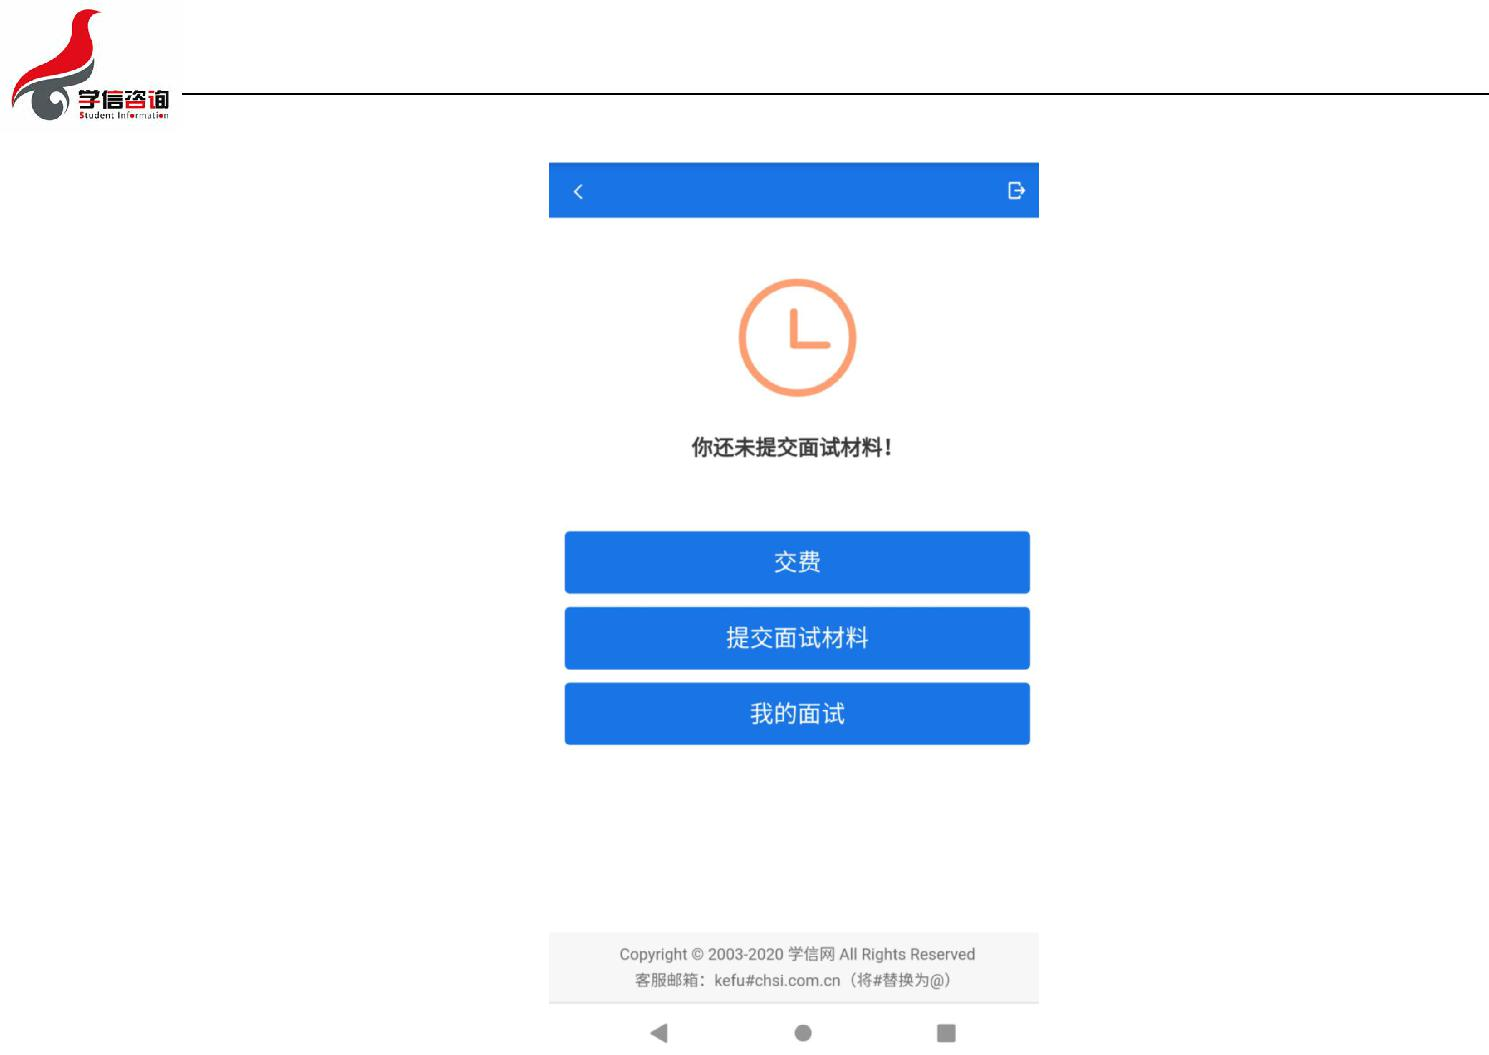 学信咨询
Student Information
你还未提交面试材料！
交费
提交面试材料
我的面试
Copyright © 2003-2020 学信网 All Rights Reserved
客服邮箱：kefu#chsi.com.cn（将#替换为@）